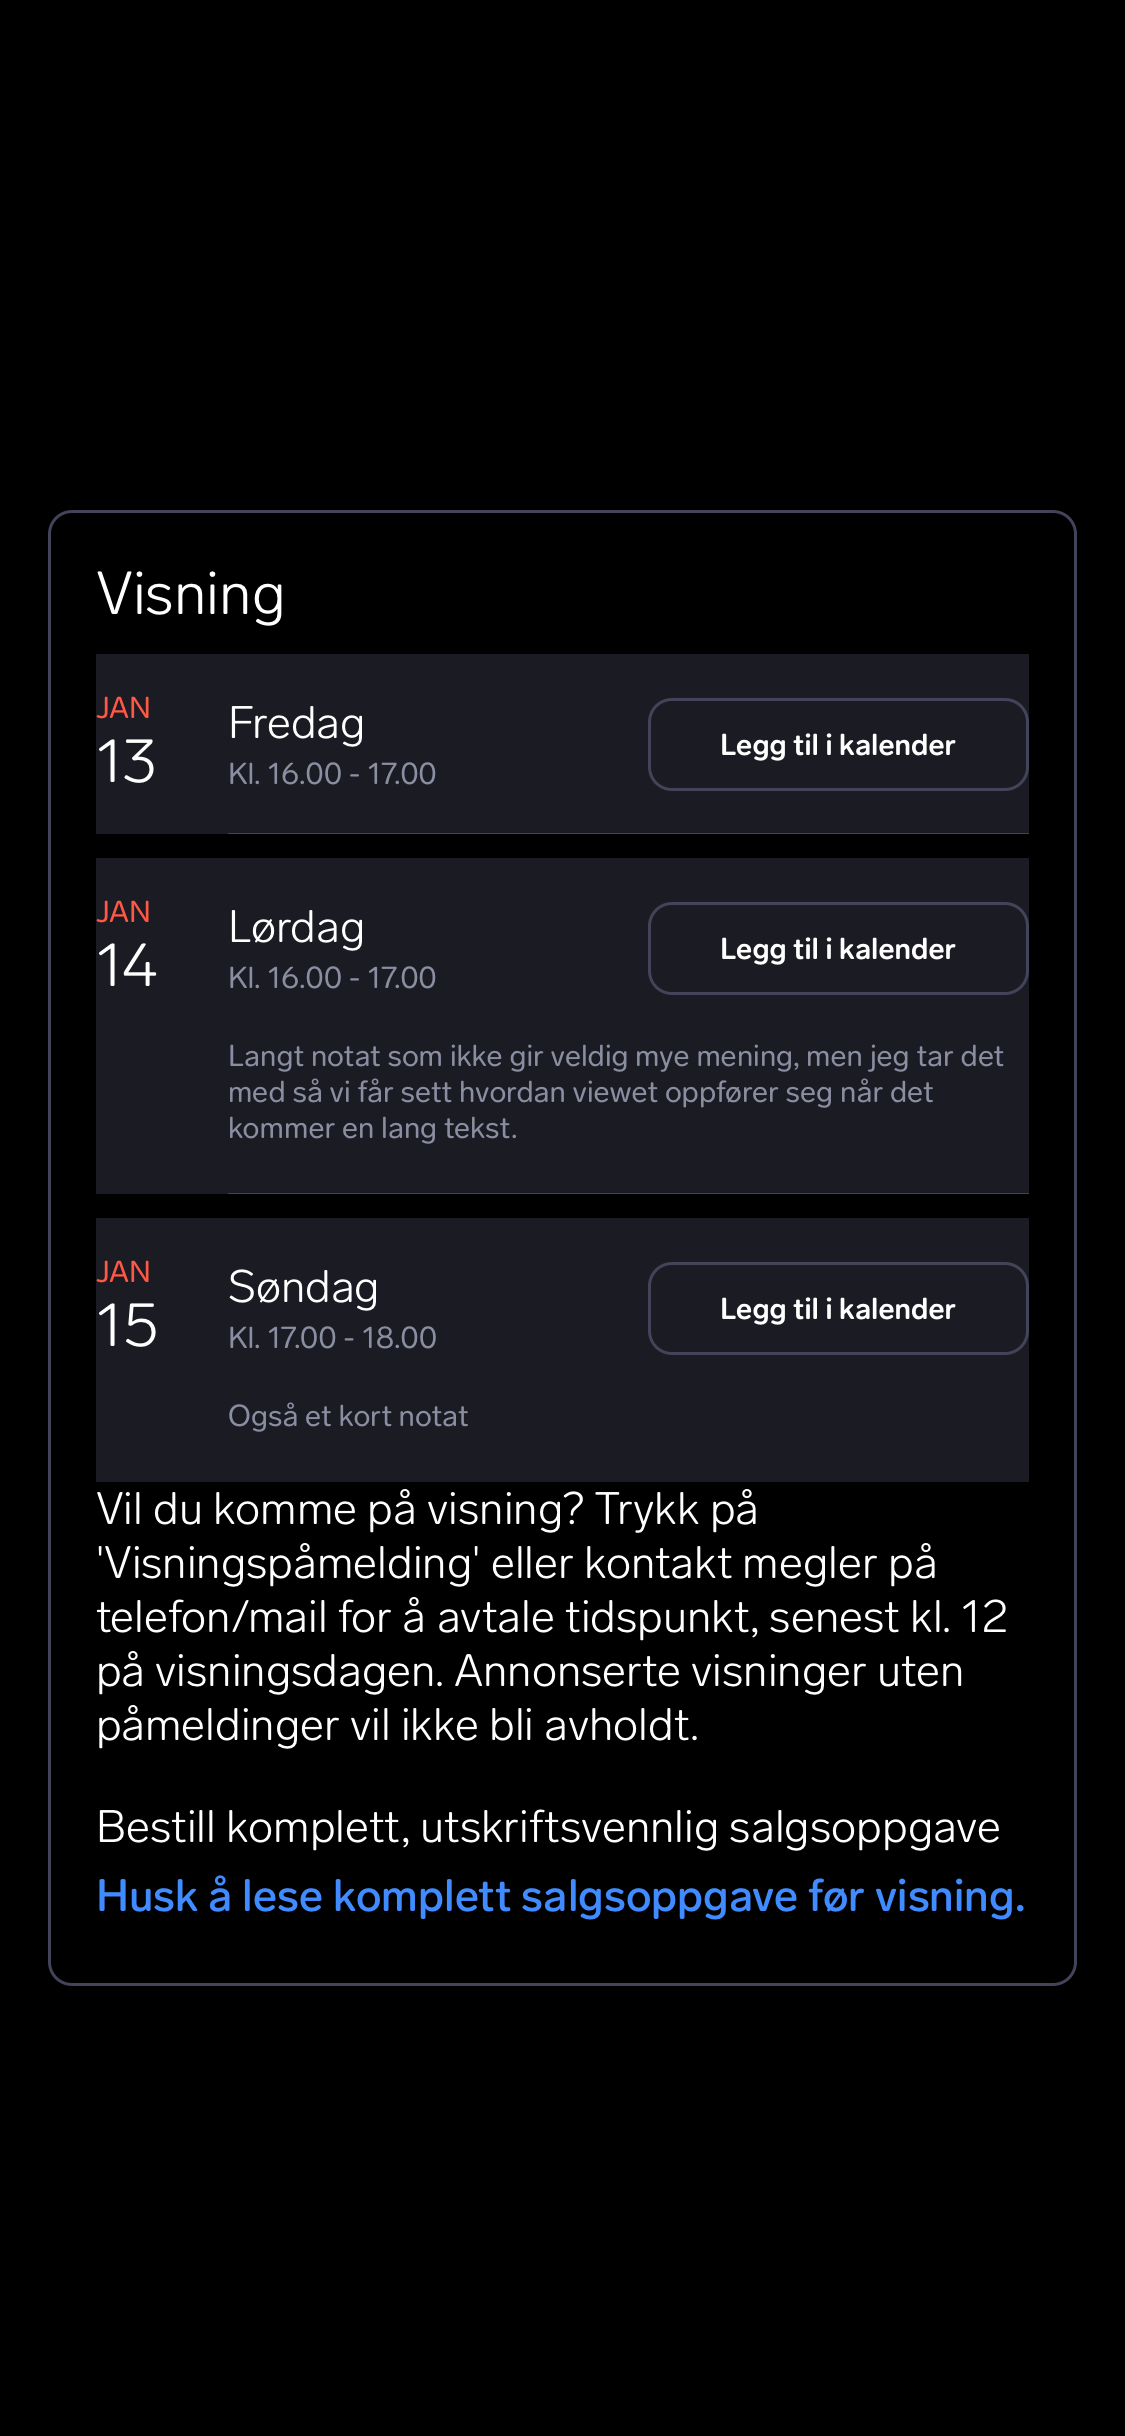 Visning
JAN
13
Fredag
Kl. 16.00 - 17.00
Legg til i kalender
JAN
14
Lørdag
Kl. 16.00 - 17.00
Legg til i kalender
Langt notat som ikke gir veldig mye mening, men jeg tar det
med så vi får sett hvordan viewet oppfører seg når det
kommer en lang tekst.
JAN
15
Søndag
Kl. 17.00 - 18.00
Legg til i kalender
Også et kort notat
Vil du komme på visning? Trykk på
'Visningspåmelding' eller kontakt megler på
telefon/mail for å avtale tidspunkt, senest kl. 12
på visningsdagen. Annonserte visninger uten
påmeldinger vil ikke bli avholdt.
Bestill komplett, utskriftsvennlig salgsoppgave
Husk å lese komplett salgsoppgave før visning.